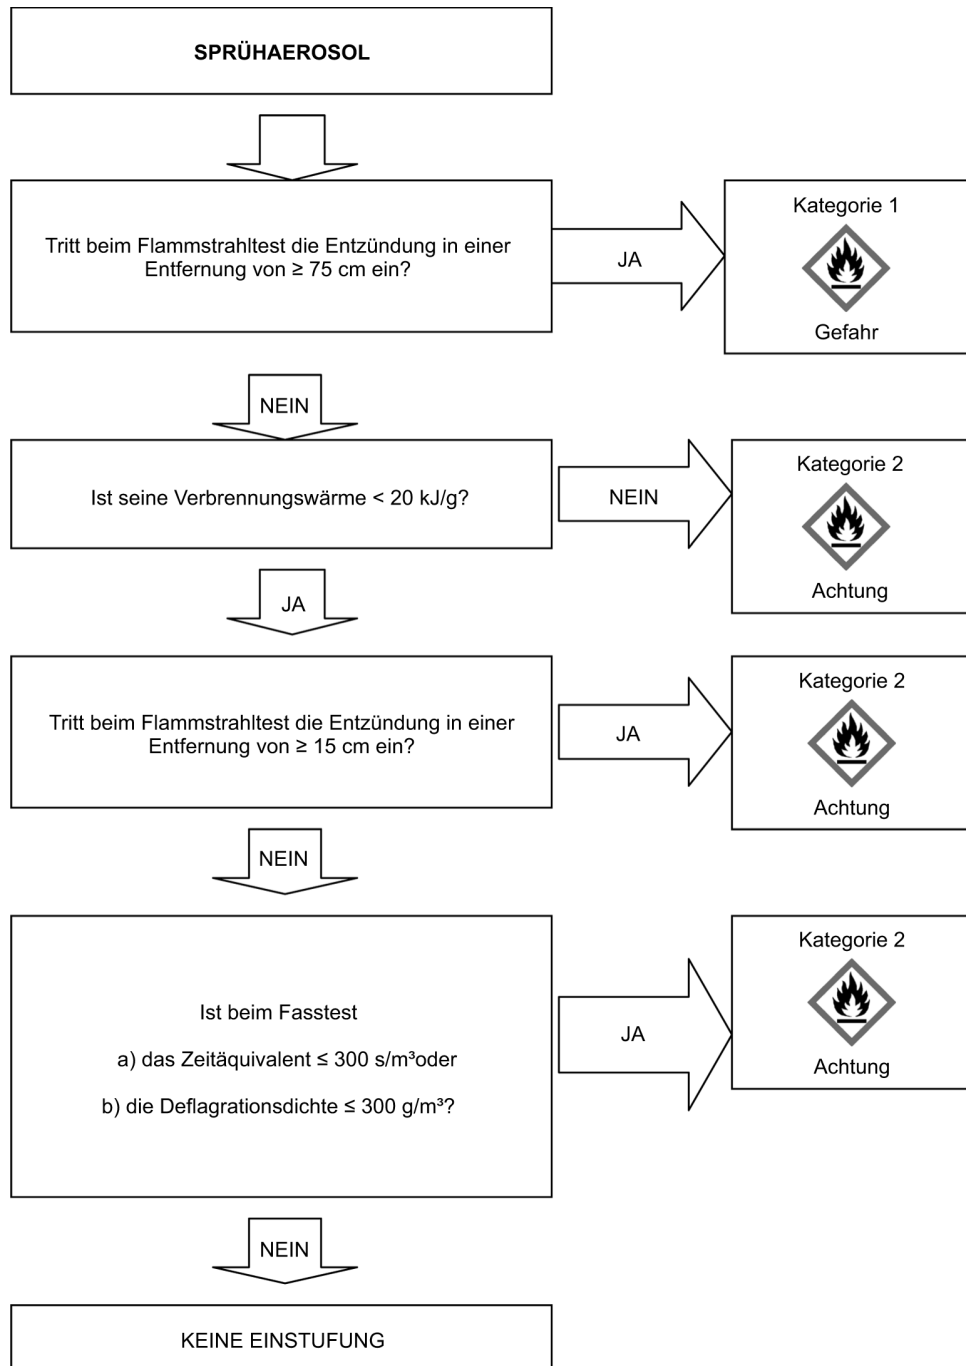 SPRÜHAEROSOL
Tritt beim Flammstrahltest die Entzündung in einer
Entfernung von ≥ 75 cm ein?
JA
Kategorie 1
Gefahr
NEIN
Ist seine Verbrennungswärme < 20 kJ/g?
NEIN
Kategorie 2
Achtung
JA
Tritt beim Flammstrahltest die Entzündung in einer
Entfernung von ≥ 15 cm ein?
JA
Kategorie 2
Achtung
NEIN
Ist beim Fasstest
a) das Zeitäquivalent ≤ 300 s/m³oder
b) die Deflagrationsdichte ≤ 300 g/m³?
JA
Kategorie 2
Achtung
NEIN
KEINE EINSTUFUNG